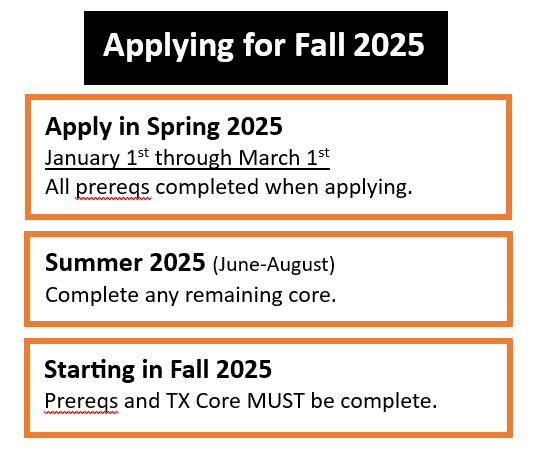 Applying for Fall 2025
Apply in Spring 2025
January 1st through March 1st
All prereqs completed when applying.
Summer 2025 (June-August)
Complete any remaining core.
Starting in Fall 2025
Prereqs and TX Core MUST be complete.